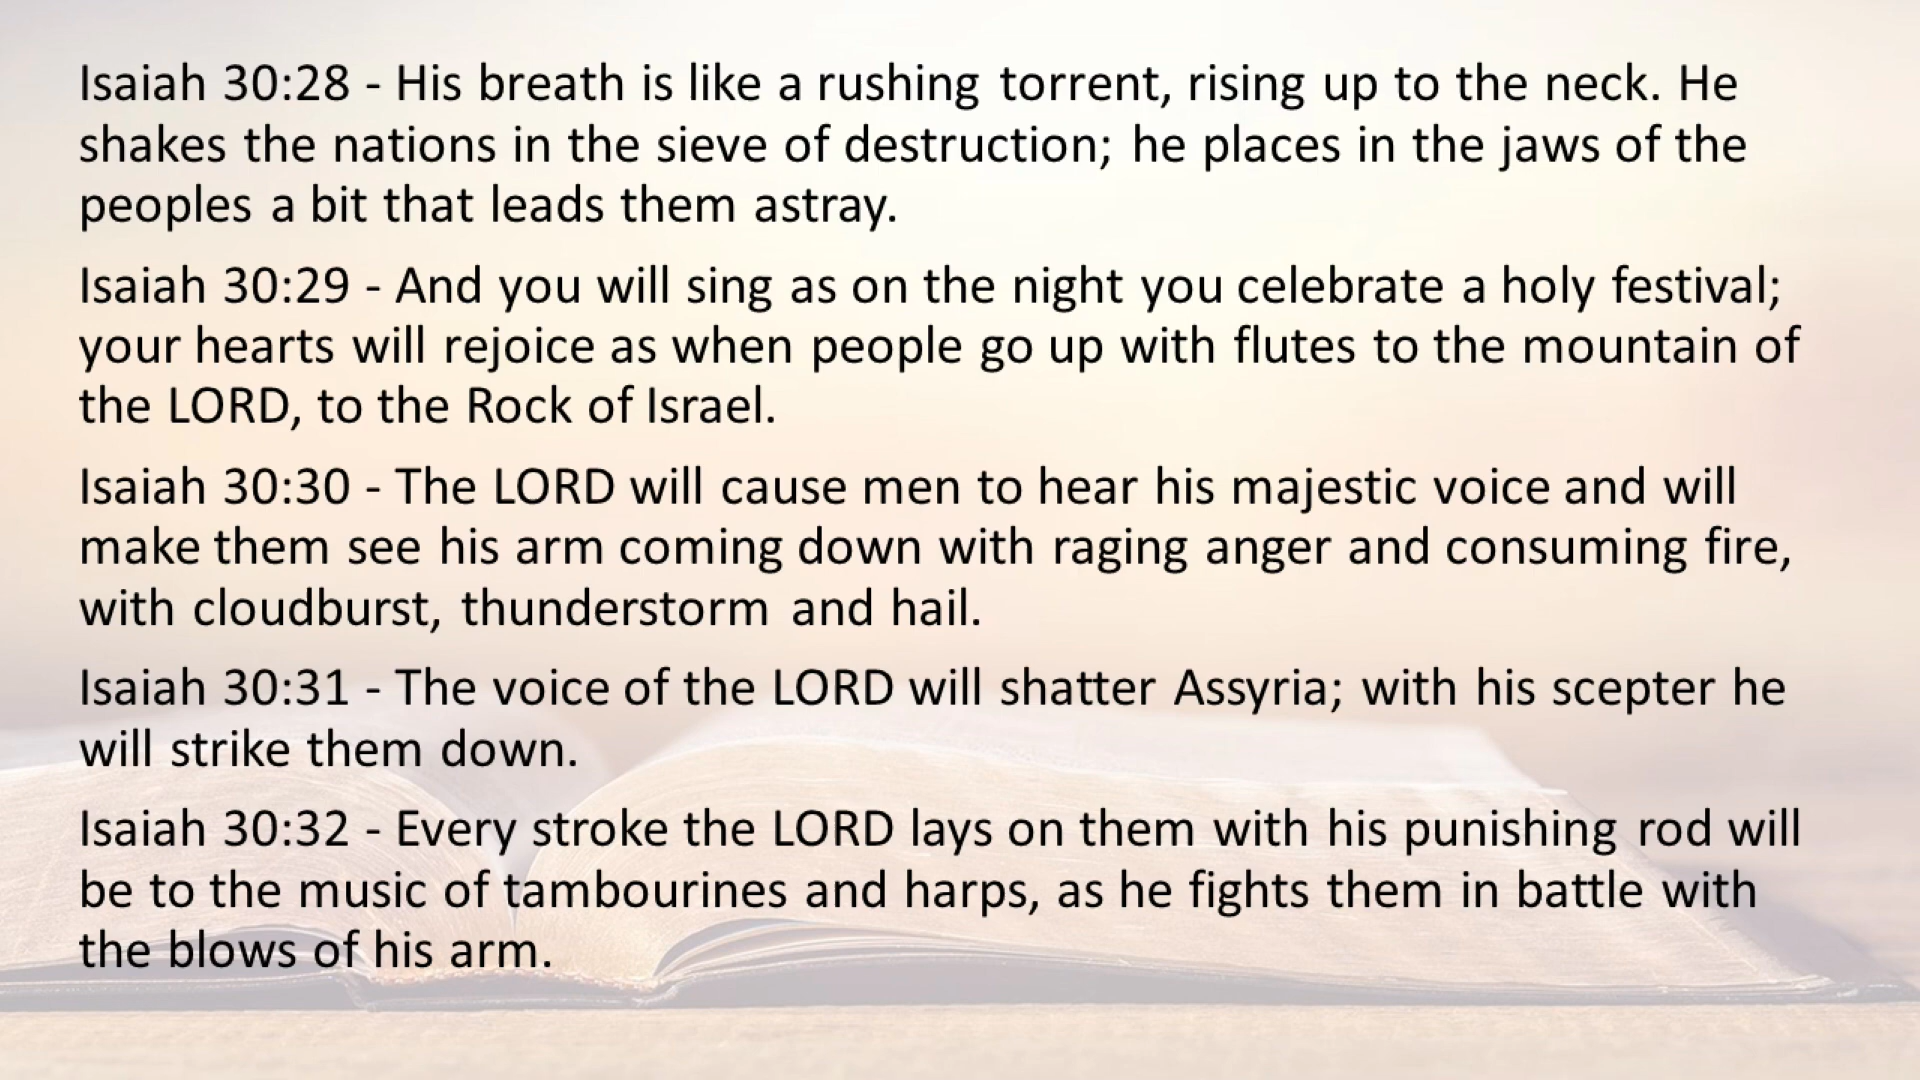 Isaiah 30:28 - His breath is like a rushing torrent, rising up to the neck. He
shakes the nations in the sieve of destruction; he places in the jaws of the
peoples a bit that leads them astray.
Isaiah 30:29 - And you will sing as on the night you celebrate a holy festival;
your hearts will rejoice as when people go up with flutes to the mountain of
the LORD, to the Rock of Israel.
Isaiah 30:30 - The LORD will cause men to hear his majestic voice and will
make them see his arm coming down with raging anger and consuming fire,
with cloudburst, thunderstorm and hail.
Isaiah 30:31 - The voice of the LORD will shatter Assyria; with his scepter he
will strike them down.
Isaiah 30:32 - Every stroke the LORD lays on them with his punishing rod will
be to the music of tambourines and harps, as he fights them in battle with
the blows of his arm.